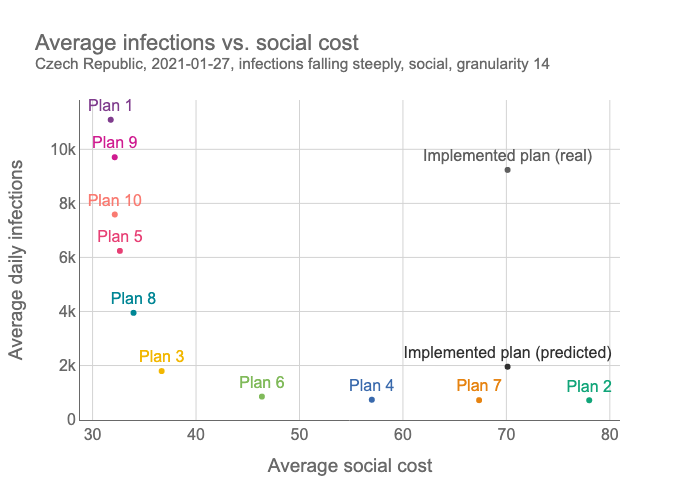 Average infections vs. social cost
Czech Republic, 2021-01-27, infections falling steeply, social, granularity 14
Plan 1
Plan 9
10k
Implemented plan (real)
Plan 10
8k
Plan 5
6k
Plan 8
4k
Plan 3
Implemented plan (predicted)
2k
Plan 6
Plan 4
Plan 7
Plan 2
0
30
40
50
60
70
80
Average daily infections
Average social cost